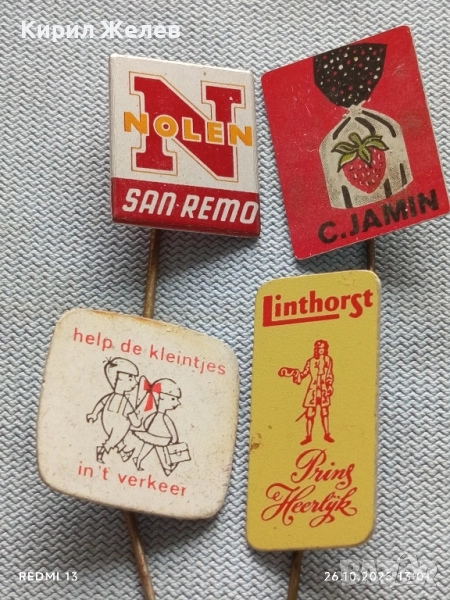 Кирил Желев
N
NOLEN
SAN-REMO
C.JAMIN
help de kleintjes
in 't verkeer
Linthorst
Prins
Heerlijk
REDMI 13
26.10.2025 13:01